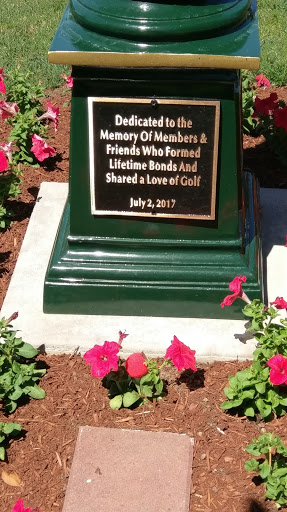 Dedicated to the
Memory Of Members &
Friends Who Formed
Lifetime Bonds And
Shared a Love of Golf
July 2, 2017